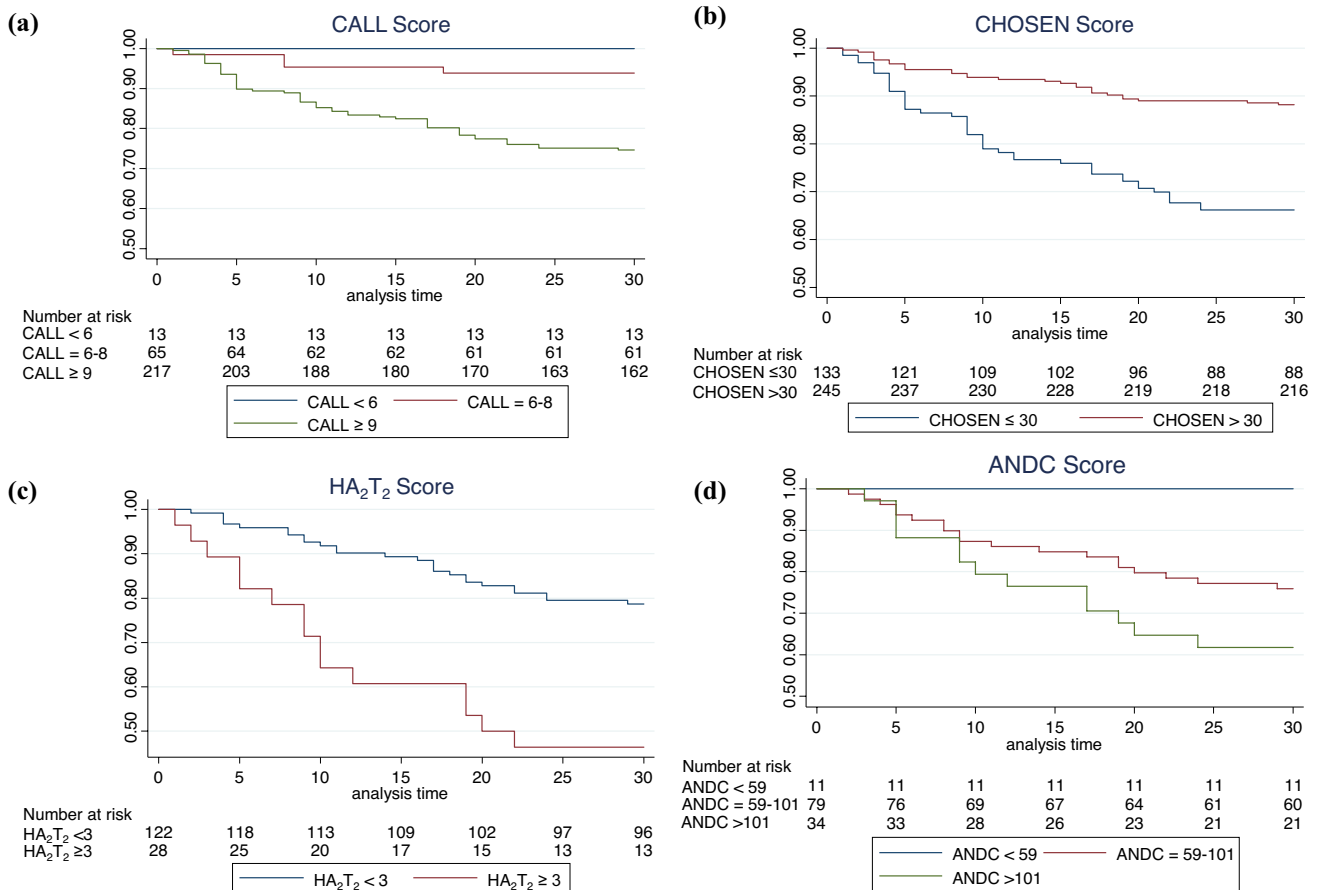 (a)
CALL Score
1.00
0.90
0.80
0.70
0.60
0.50
0 5 10 15 20 25 30
analysis time
Number at risk
CALL < 6 13 13 13 13 13 13 13
CALL = 6-8 65 64 62 62 61 61 61
CALL ≥ 9 217 203 188 180 170 163 162
CALL < 6 CALL = 6-8
CALL ≥ 9
(b)
CHOSEN Score
1.00
0.90
0.80
0.70
0.60
0.50
0 5 10 15 20 25 30
analysis time
Number at risk
CHOSEN ≤30 133 121 109 102 96 88 88
CHOSEN >30 245 237 230 228 219 218 216
CHOSEN ≤ 30 CHOSEN > 30
(c)
HA₂T₂ Score
1.00
0.90
0.80
0.70
0.60
0.50
0 5 10 15 20 25 30
analysis time
Number at risk
HA₂T₂ <3 122 118 113 109 102 97 96
HA₂T₂ ≥3 28 25 20 17 15 13 13
HA₂T₂ < 3 HA₂T₂ ≥ 3
(d)
ANDC Score
1.00
0.90
0.80
0.70
0.60
0.50
0 5 10 15 20 25 30
analysis time
Number at risk
ANDC < 59 11 11 11 11 11 11 11
ANDC = 59-101 79 76 69 67 64 61 60
ANDC >101 34 33 28 26 23 21 21
ANDC < 59 ANDC = 59-101
ANDC >101